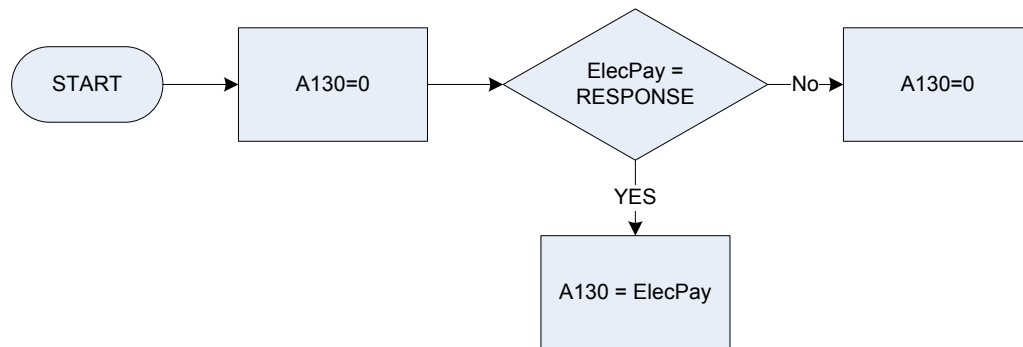 START
A130=0
ElecPay =
RESPONSE
No
A130=0
YES
A130 = ElecPay